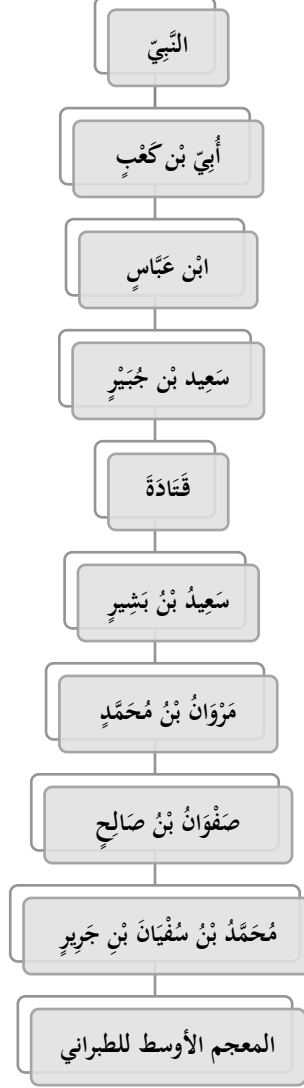 النَّبِيّ
أُبِيّ بْن كَعْبٍ
ابْن عَبَّاسٍ
سَعِيد بْن جُبَيْرٍ
قَتَادَةَ
سَعِيدُ بْنُ بَشِيرٍ
مَرْوَانُ بْنُ مُحَمَّدٍ
صَفْوَانُ بْنُ صَالِحٍ
مُحَمَّدُ بْنُ سُفْيَانَ بْنِ جَرِيرٍ
المعجم الأوسط للطبراني